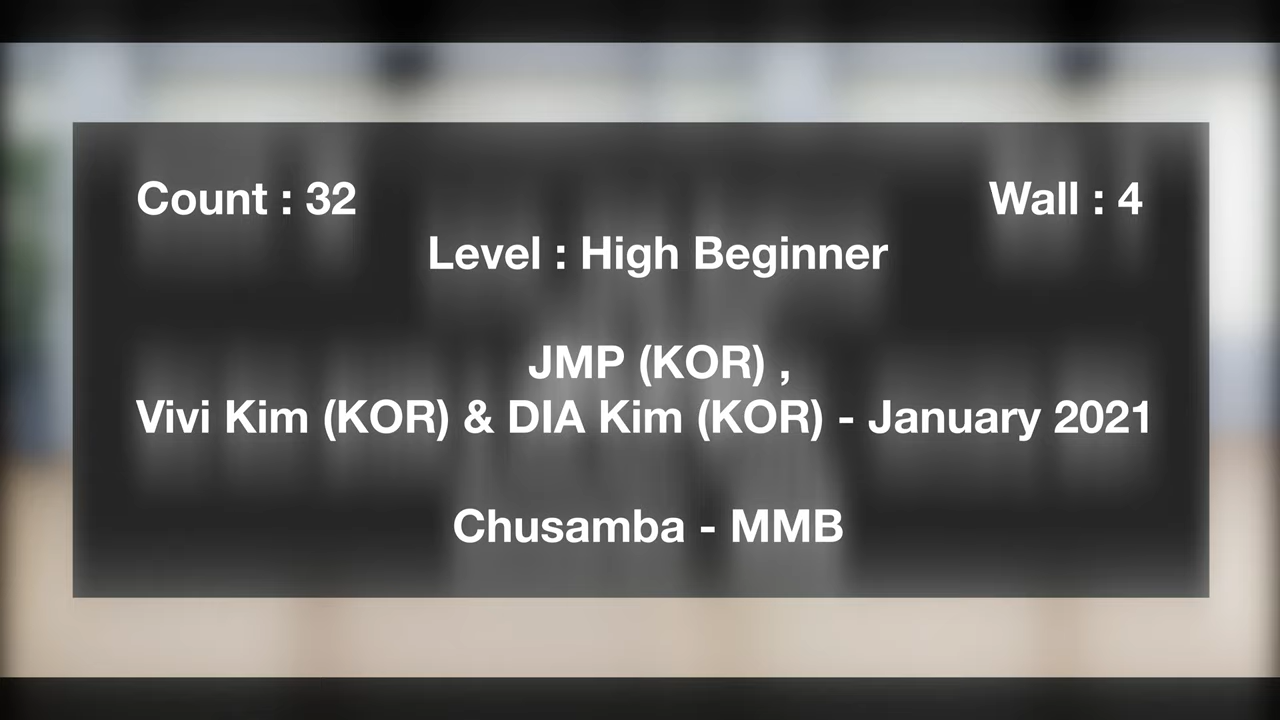 Count : 32 Wall : 4
Level : High Beginner
JMP (KOR) ,
Vivi Kim (KOR) & DIA Kim (KOR) - January 2021
Chusamba - MMB